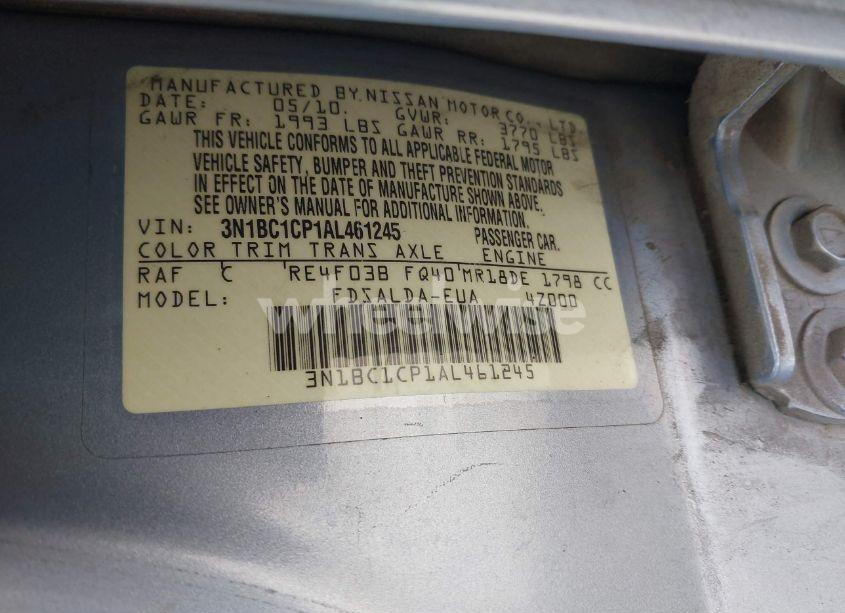 MANUFACTURED BY NISSAN MOTOR CO., LTD
DATE: 05/10. GVWR: 3770 LBS
GAWR FR: 1993 LBS GAWR RR: 1795 LBS
THIS VEHICLE CONFORMS TO ALL APPLICABLE FEDERAL MOTOR
VEHICLE SAFETY, BUMPER AND THEFT PREVENTION STANDARDS
IN EFFECT ON THE DATE OF MANUFACTURE SHOWN ABOVE.
SEE OWNER'S MANUAL FOR ADDITIONAL INFORMATION.
VIN: 3N1BC1CP1AL461245 PASSENGER CAR.
COLOR TRIM TRANS AXLE ENGINE
RAF C RE4F03B FQ40 MR18DE 1798 CC
MODEL: FDSALDA-EUA 4Z000
wheelwise
3N1BC1CP1AL461245